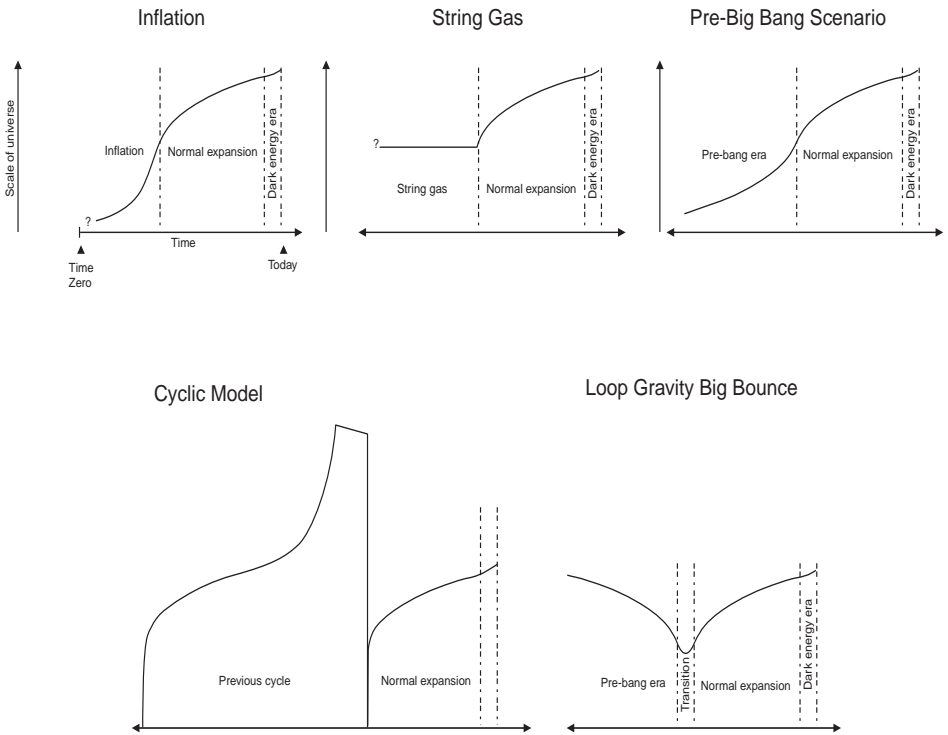 Inflation
String Gas
Pre-Big Bang Scenario
Scale of universe
Inflation
Normal expansion
Dark energy era
?
Time
Time
Zero
Today
?
String gas
Normal expansion
Dark energy era
Pre-bang era
Normal expansion
Dark energy era
Cyclic Model
Loop Gravity Big Bounce
Previous cycle
Normal expansion
Pre-bang era
Transition
Normal expansion
Dark energy era